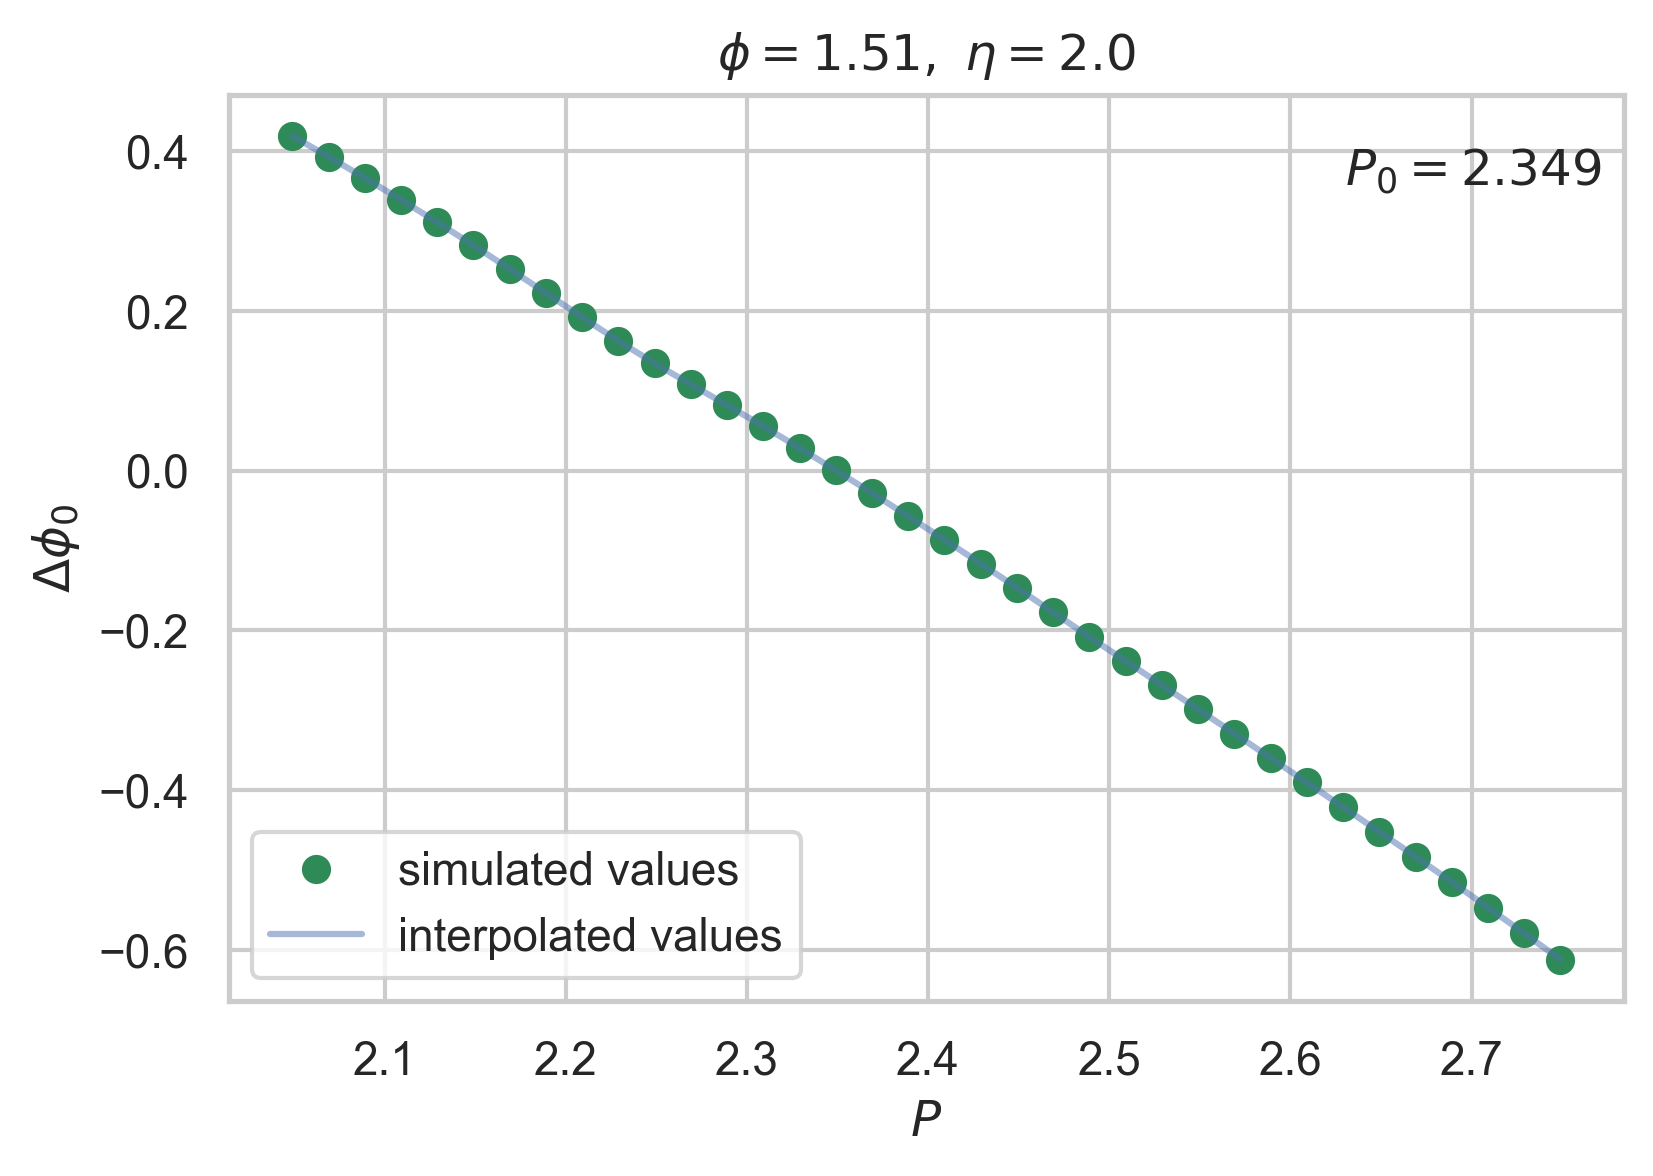 ϕ = 1.51, η = 2.0
P₀ = 2.349
0.4
0.2
0.0
−0.2
−0.4
−0.6
Δϕ₀
simulated values
interpolated values
2.1 2.2 2.3 2.4 2.5 2.6 2.7
P